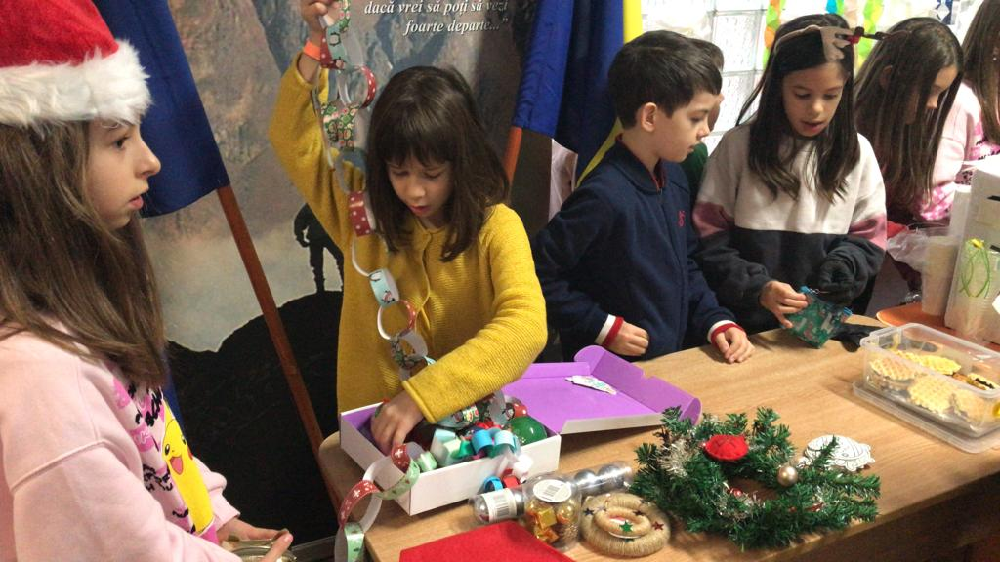 dacă vrei să poți să vezi
foarte departe..."